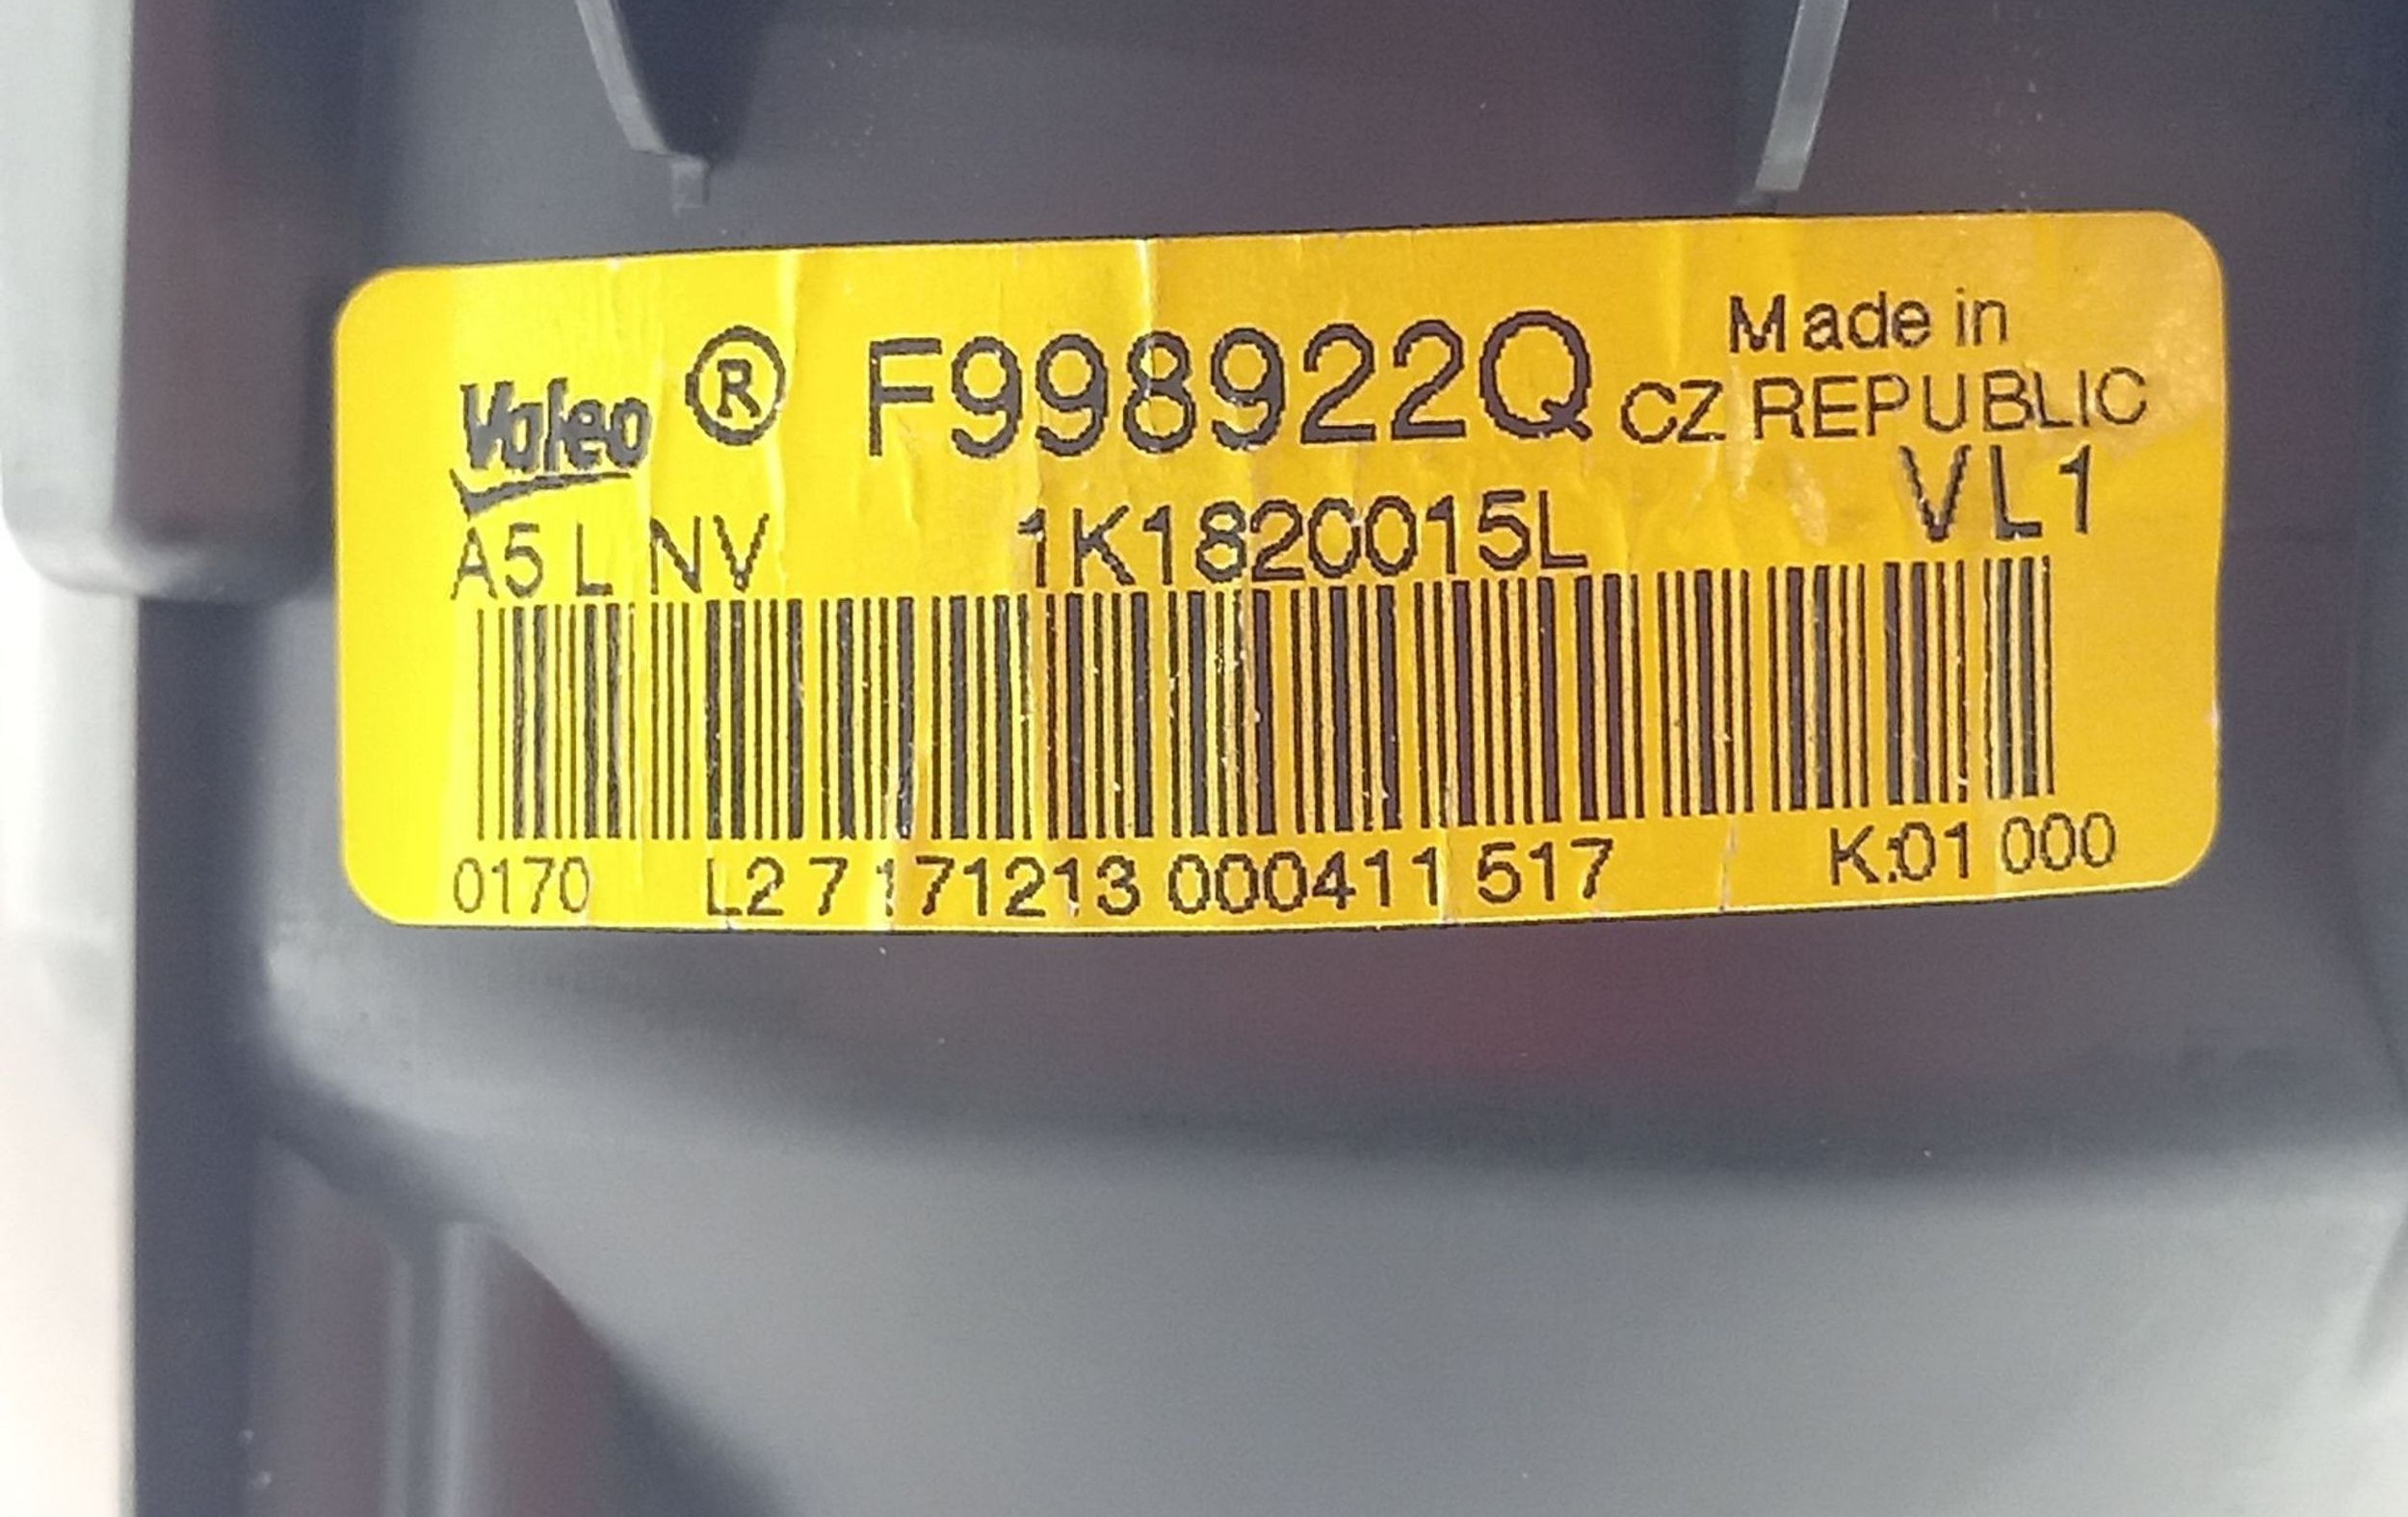 Valeo ® F998922Q Made in
CZ REPUBLIC
A5 L NV 1K1820015L VL1
0170 L2 7 171213 000411 517 K:01 000